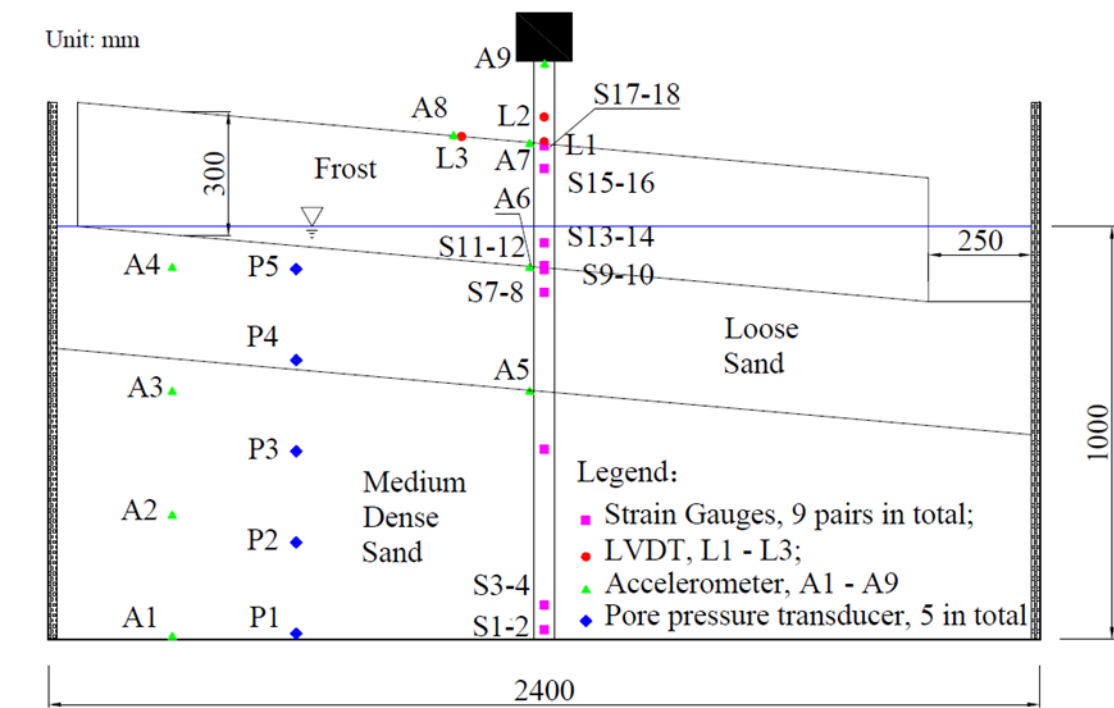 Unit: mm
A9
S17-18
A8
L2
L3
A7
L1
300
Frost
S15-16
A6
S11-12
S13-14
250
A4
P5
S9-10
S7-8
P4
Loose
Sand
A3
A5
1000
P3
Medium
Dense
Sand
Legend:
A2
Strain Gauges, 9 pairs in total;
P2
LVDT, L1 - L3;
S3-4
Accelerometer, A1 - A9
A1
P1
S1-2
Pore pressure transducer, 5 in total
2400